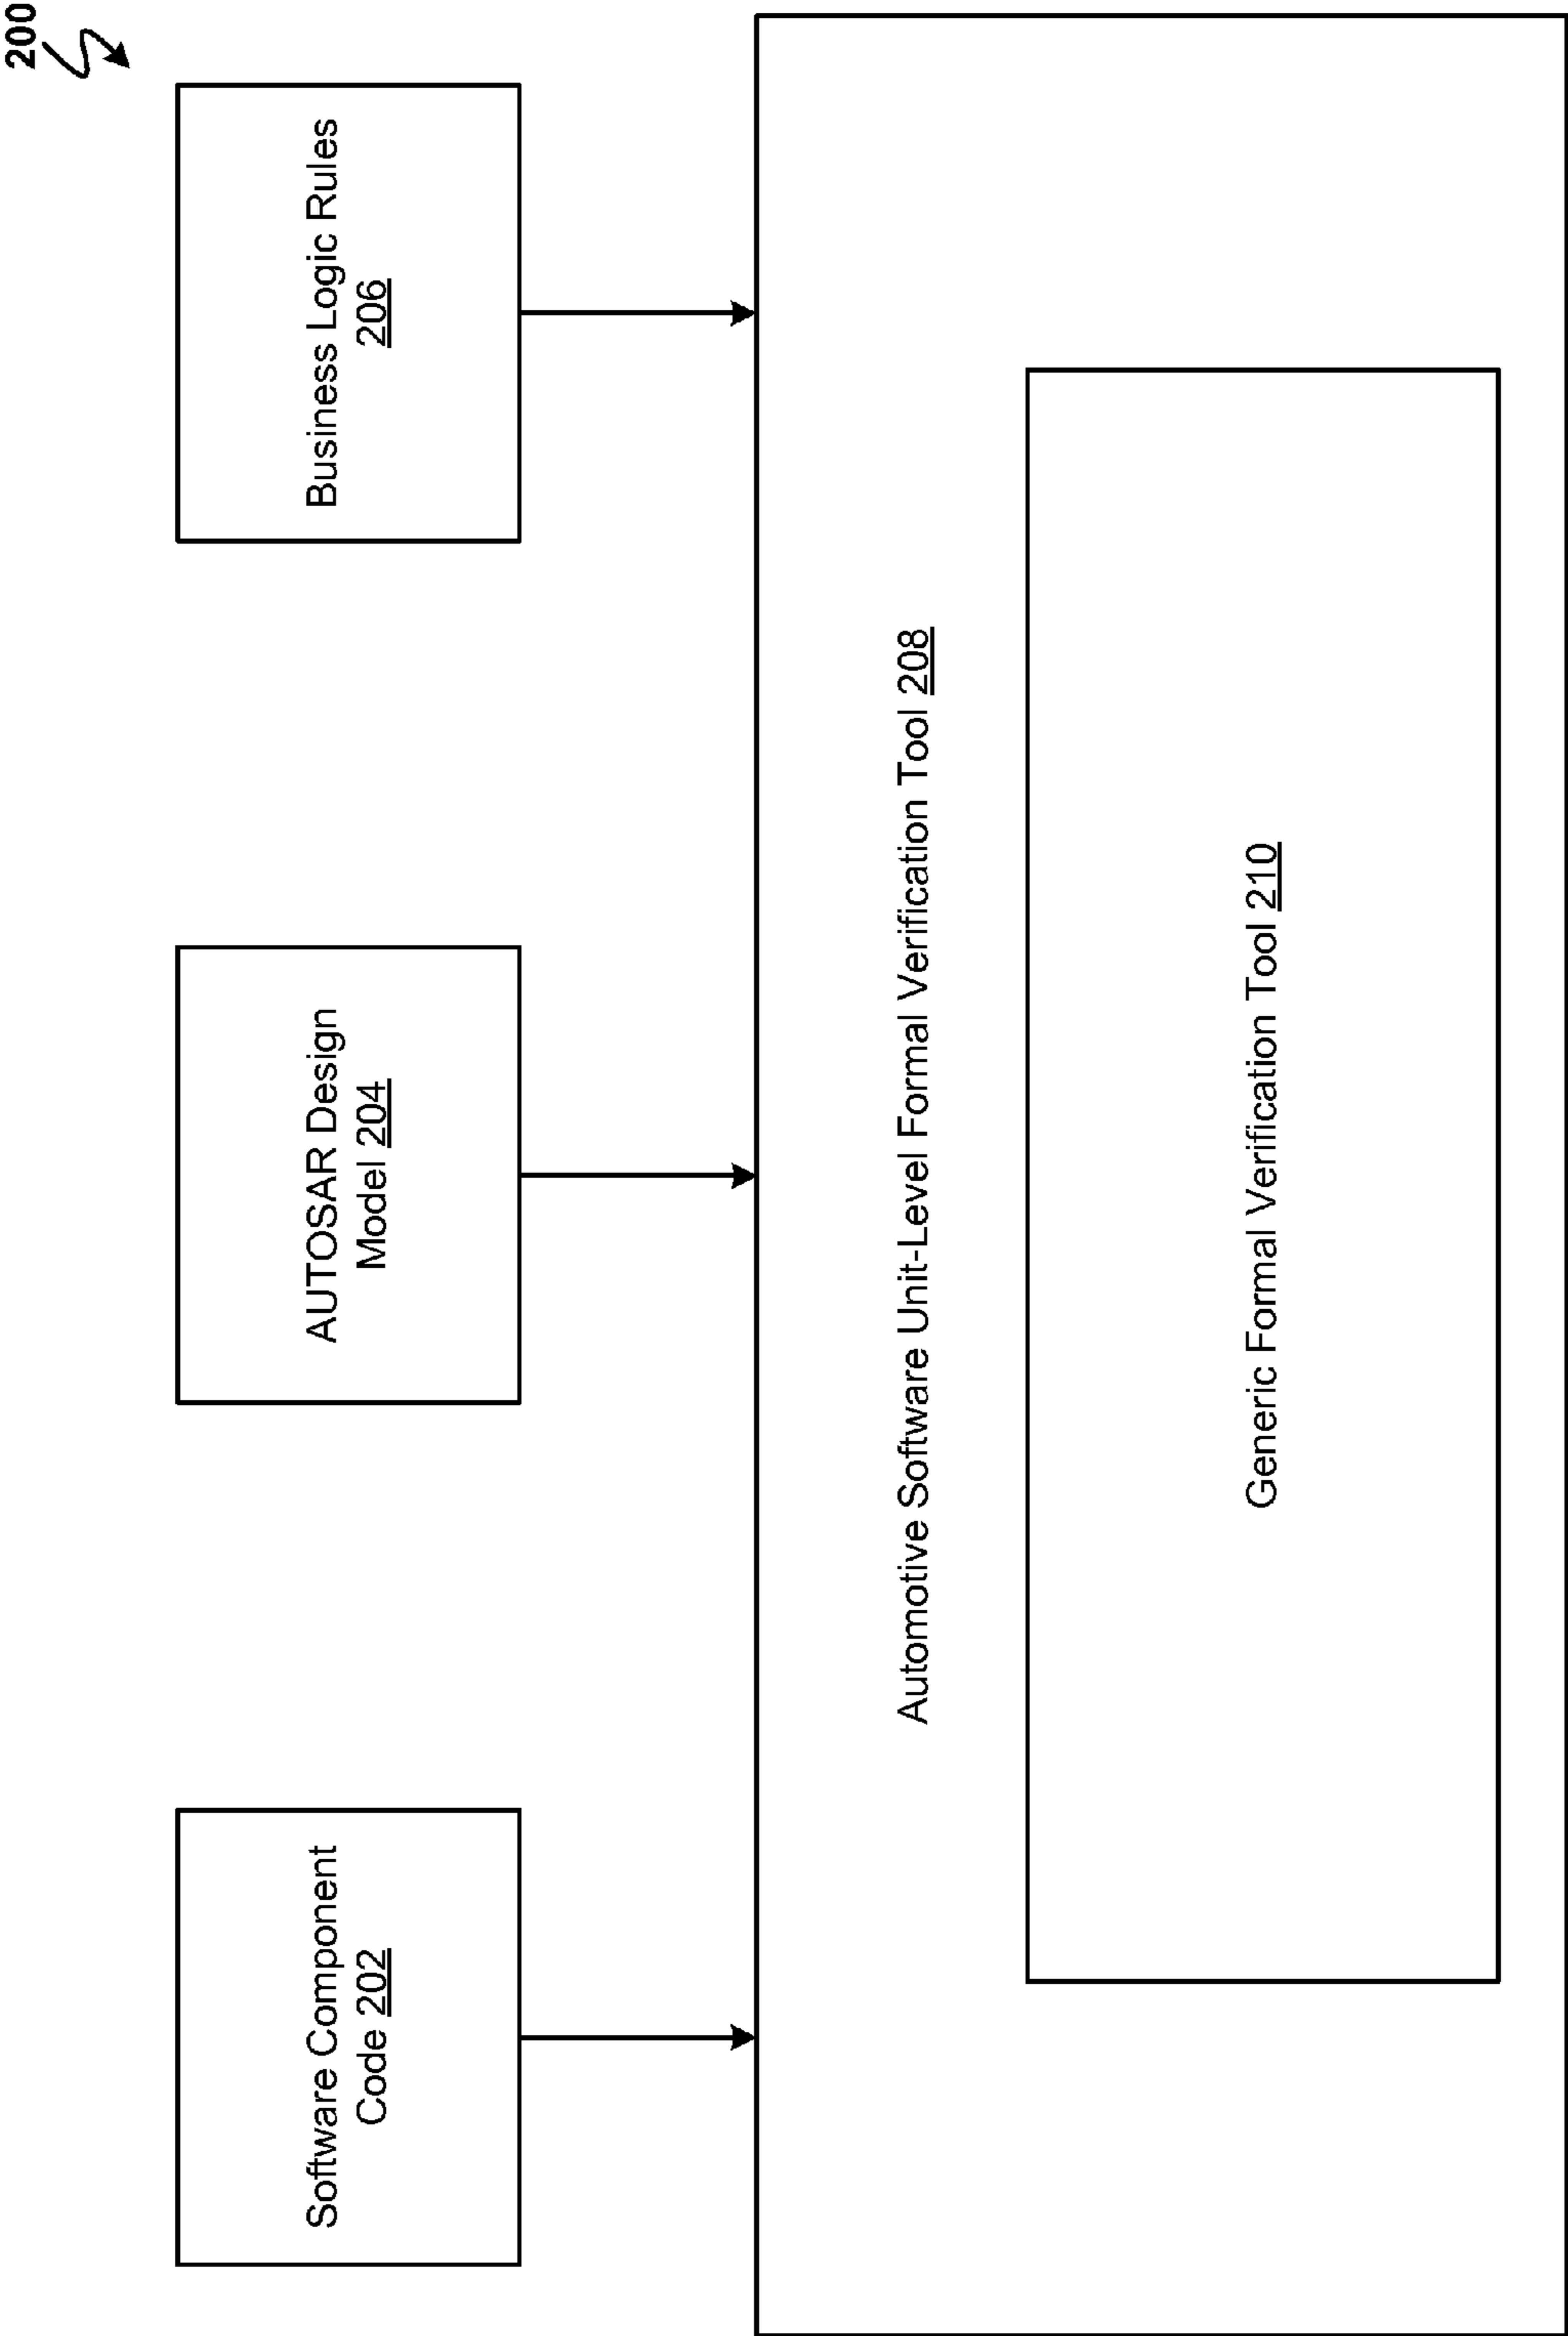 200
Software Component
Code 202
AUTOSAR Design
Model 204
Business Logic Rules
206
Automotive Software Unit-Level Formal Verification Tool 208
Generic Formal Verification Tool 210